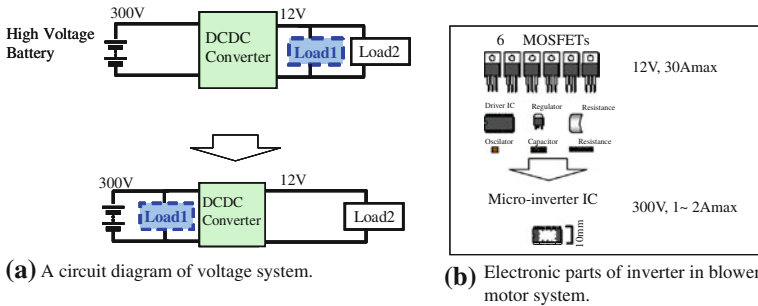 300V
12V
High Voltage
Battery
DCDC
Converter
Load1
Load2
300V
12V
Load1
DCDC
Converter
Load2
(a) A circuit diagram of voltage system.
6 MOSFETs
12V, 30Amax
Driver IC
Regulator
Resistance
Oscilator
Capacitor
Resistance
Micro-inverter IC
300V, 1~ 2Amax
10mm
(b) Electronic parts of inverter in blower
motor system.